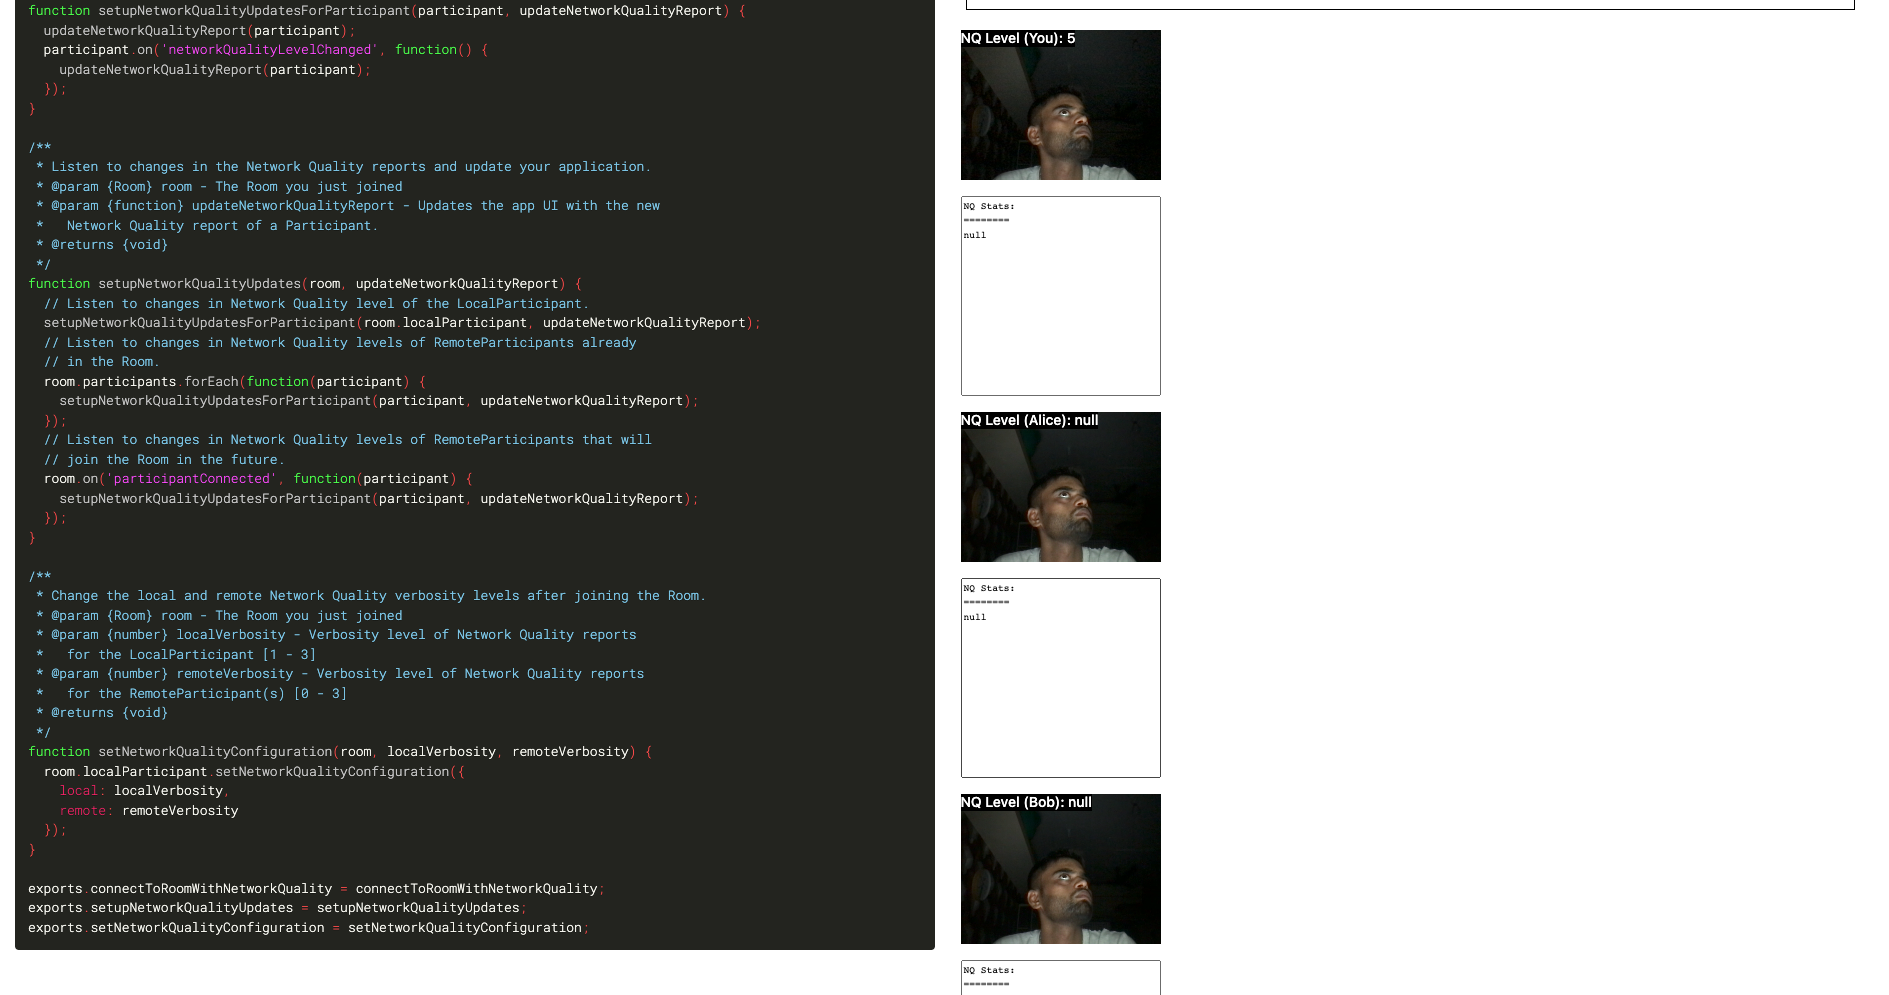 function setupNetworkQualityUpdatesForParticipant(participant, updateNetworkQualityReport) {
  updateNetworkQualityReport(participant);
  participant.on('networkQualityLevelChanged', function() {
    updateNetworkQualityReport(participant);
  });
}

/**
 * Listen to changes in the Network Quality reports and update your application.
 * @param {Room} room - The Room you just joined
 * @param {function} updateNetworkQualityReport - Updates the app UI with the new
 *   Network Quality report of a Participant.
 * @returns {void}
 */
function setupNetworkQualityUpdates(room, updateNetworkQualityReport) {
  // Listen to changes in Network Quality level of the LocalParticipant.
  setupNetworkQualityUpdatesForParticipant(room.localParticipant, updateNetworkQualityReport);
  // Listen to changes in Network Quality levels of RemoteParticipants already
  // in the Room.
  room.participants.forEach(function(participant) {
    setupNetworkQualityUpdatesForParticipant(participant, updateNetworkQualityReport);
  });
  // Listen to changes in Network Quality levels of RemoteParticipants that will
  // join the Room in the future.
  room.on('participantConnected', function(participant) {
    setupNetworkQualityUpdatesForParticipant(participant, updateNetworkQualityReport);
  });
}

/**
 * Change the local and remote Network Quality verbosity levels after joining the Room.
 * @param {Room} room - The Room you just joined
 * @param {number} localVerbosity - Verbosity level of Network Quality reports
 *   for the LocalParticipant [1 - 3]
 * @param {number} remoteVerbosity - Verbosity level of Network Quality reports
 *   for the RemoteParticipant(s) [0 - 3]
 * @returns {void}
 */
function setNetworkQualityConfiguration(room, localVerbosity, remoteVerbosity) {
  room.localParticipant.setNetworkQualityConfiguration({
    local: localVerbosity,
    remote: remoteVerbosity
  });
}

exports.connectToRoomWithNetworkQuality = connectToRoomWithNetworkQuality;
exports.setupNetworkQualityUpdates = setupNetworkQualityUpdates;
exports.setNetworkQualityConfiguration = setNetworkQualityConfiguration;
NQ Level (You): 5
NQ Stats:
========
null
NQ Level (Alice): null
NQ Stats:
========
null
NQ Level (Bob): null
NQ Stats:
========